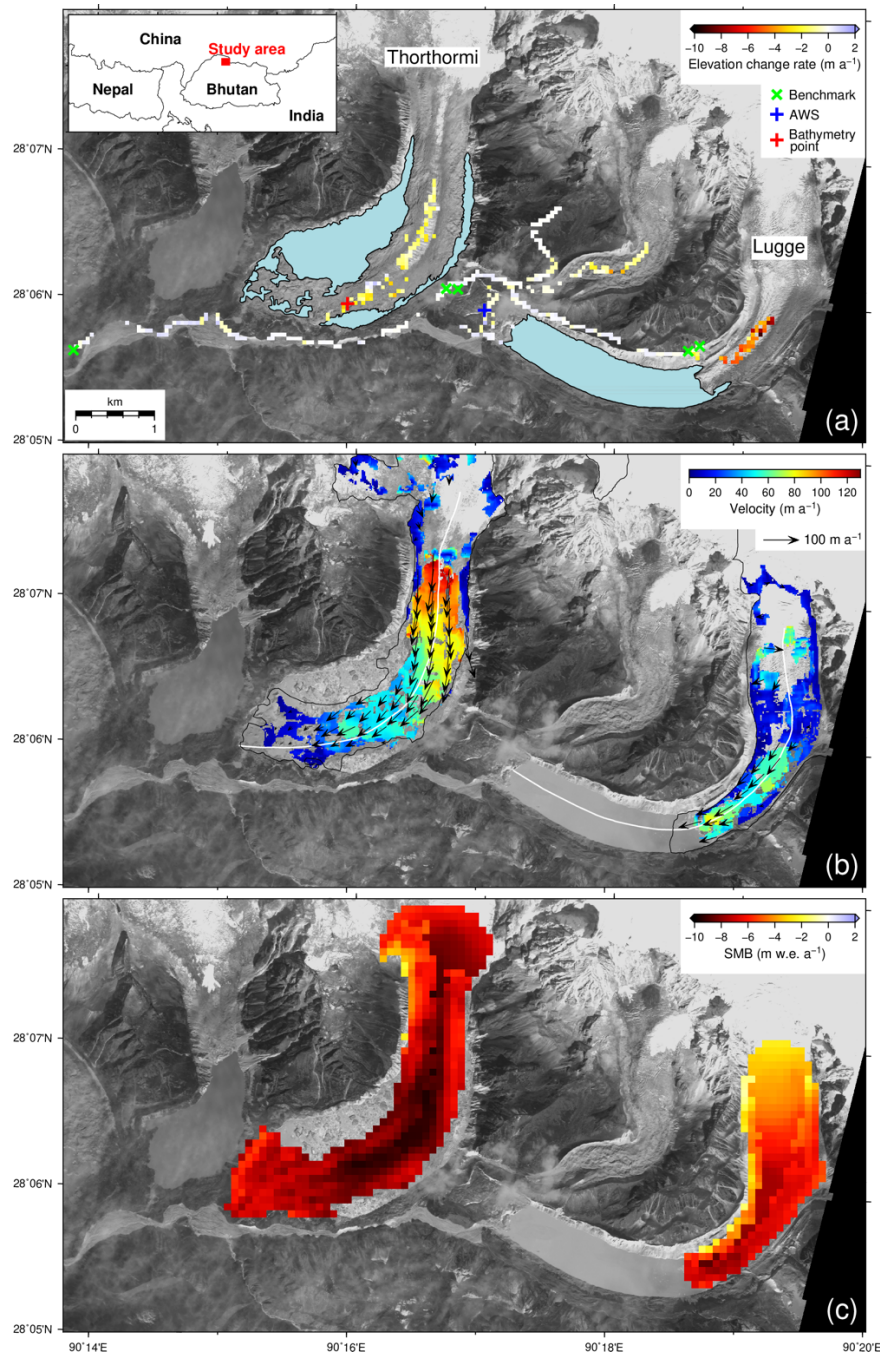 China
Study area
Nepal
Bhutan
India
Thorthormi
−10 −8 −6 −4 −2 0 2
Elevation change rate (m a⁻¹)
Benchmark
AWS
Bathymetry
point
Lugge
28˚07'N
28˚06'N
28˚05'N
km
0 1
(a)
0 20 40 60 80 100 120
Velocity (m a⁻¹)
100 m a⁻¹
28˚07'N
28˚06'N
28˚05'N
(b)
−10 −8 −6 −4 −2 0 2
SMB (m w.e. a⁻¹)
28˚07'N
28˚06'N
28˚05'N
(c)
90˚14'E 90˚16'E 90˚18'E 90˚20'E